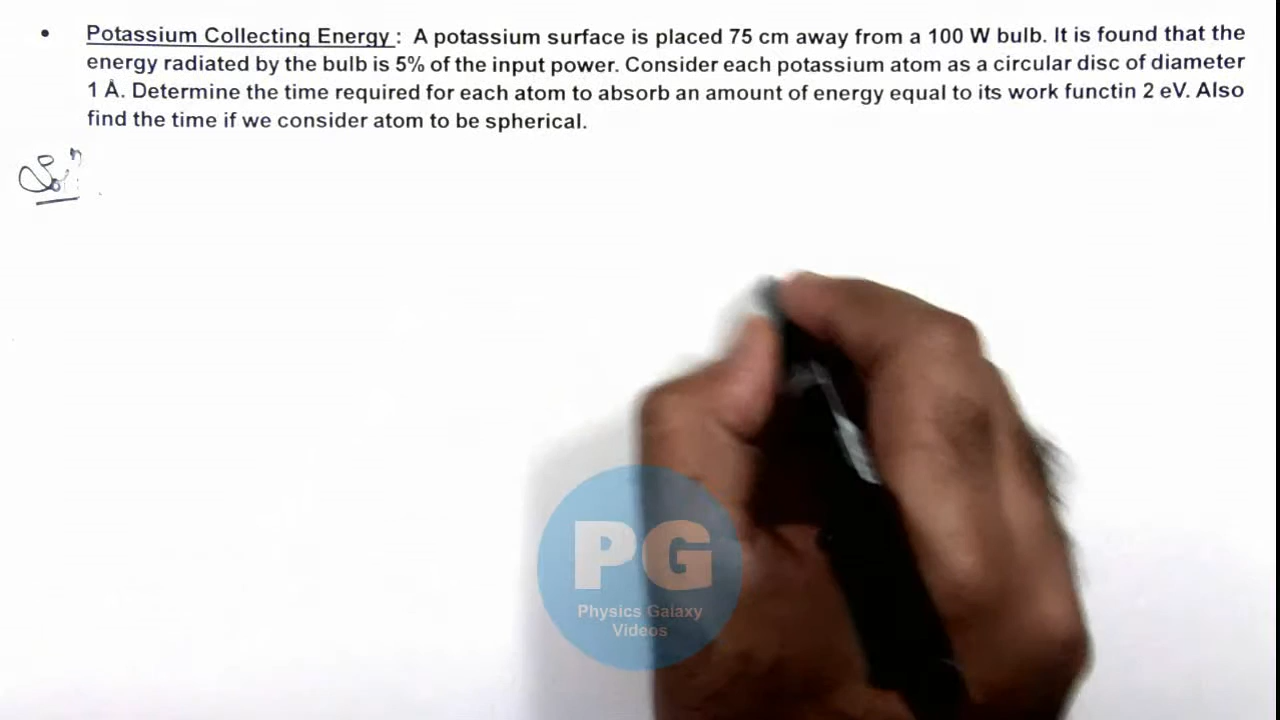 • Potassium Collecting Energy : A potassium surface is placed 75 cm away from a 100 W bulb. It is found that the
energy radiated by the bulb is 5% of the input power. Consider each potassium atom as a circular disc of diameter
1 Å. Determine the time required for each atom to absorb an amount of energy equal to its work functin 2 eV. Also
find the time if we consider atom to be spherical.
Solⁿ
PG
Physics Galaxy
Videos